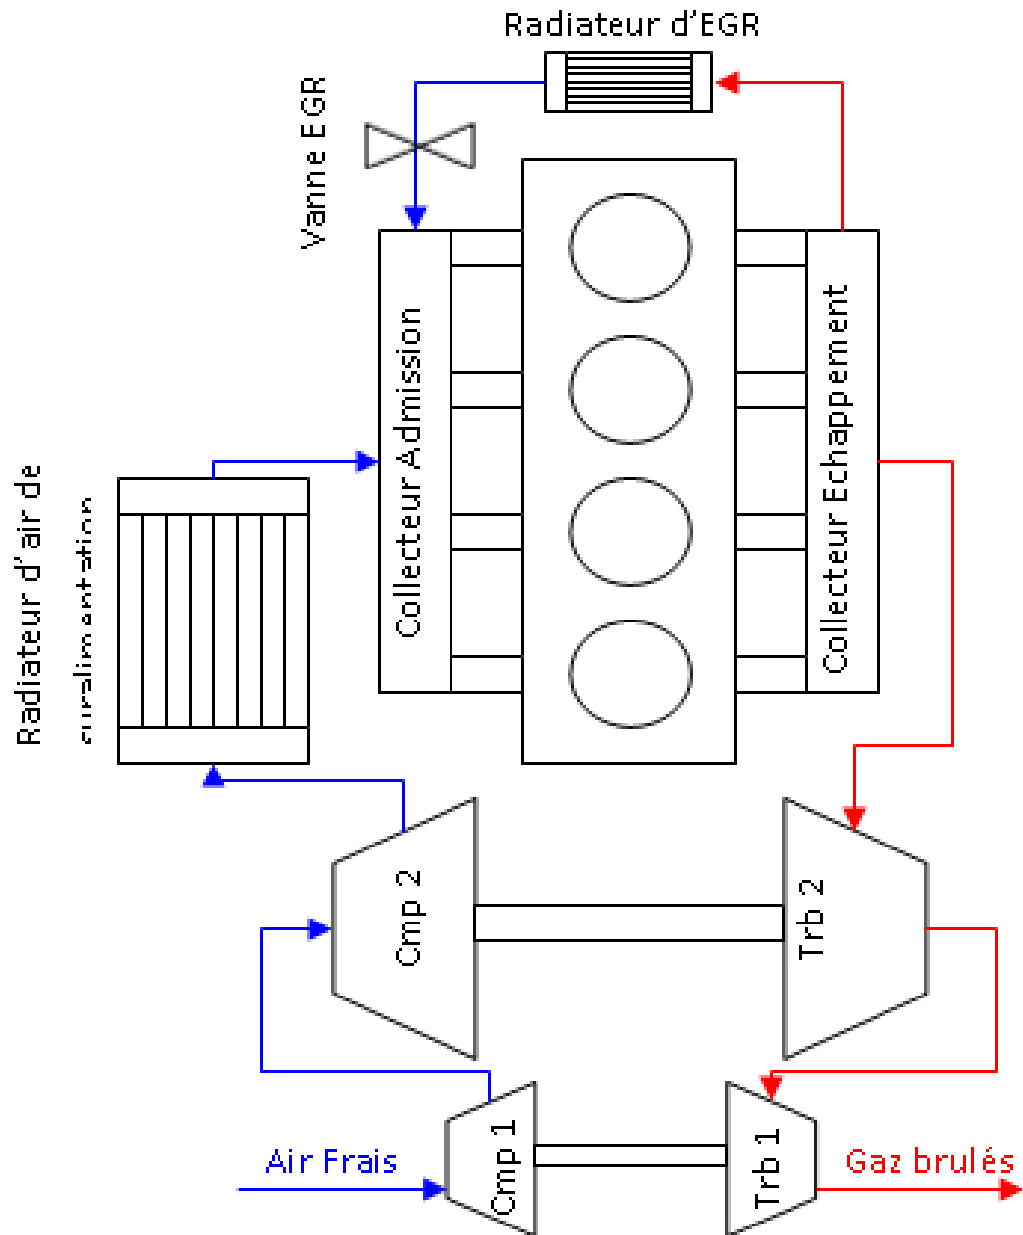 Radiateur d'EGR
Vanne EGR
Collecteur Admission
Collecteur Echappement
Radiateur d'air de
Cmp 2
Trb 2
Cmp 1
Trb 1
Air Frais
Gaz brulés